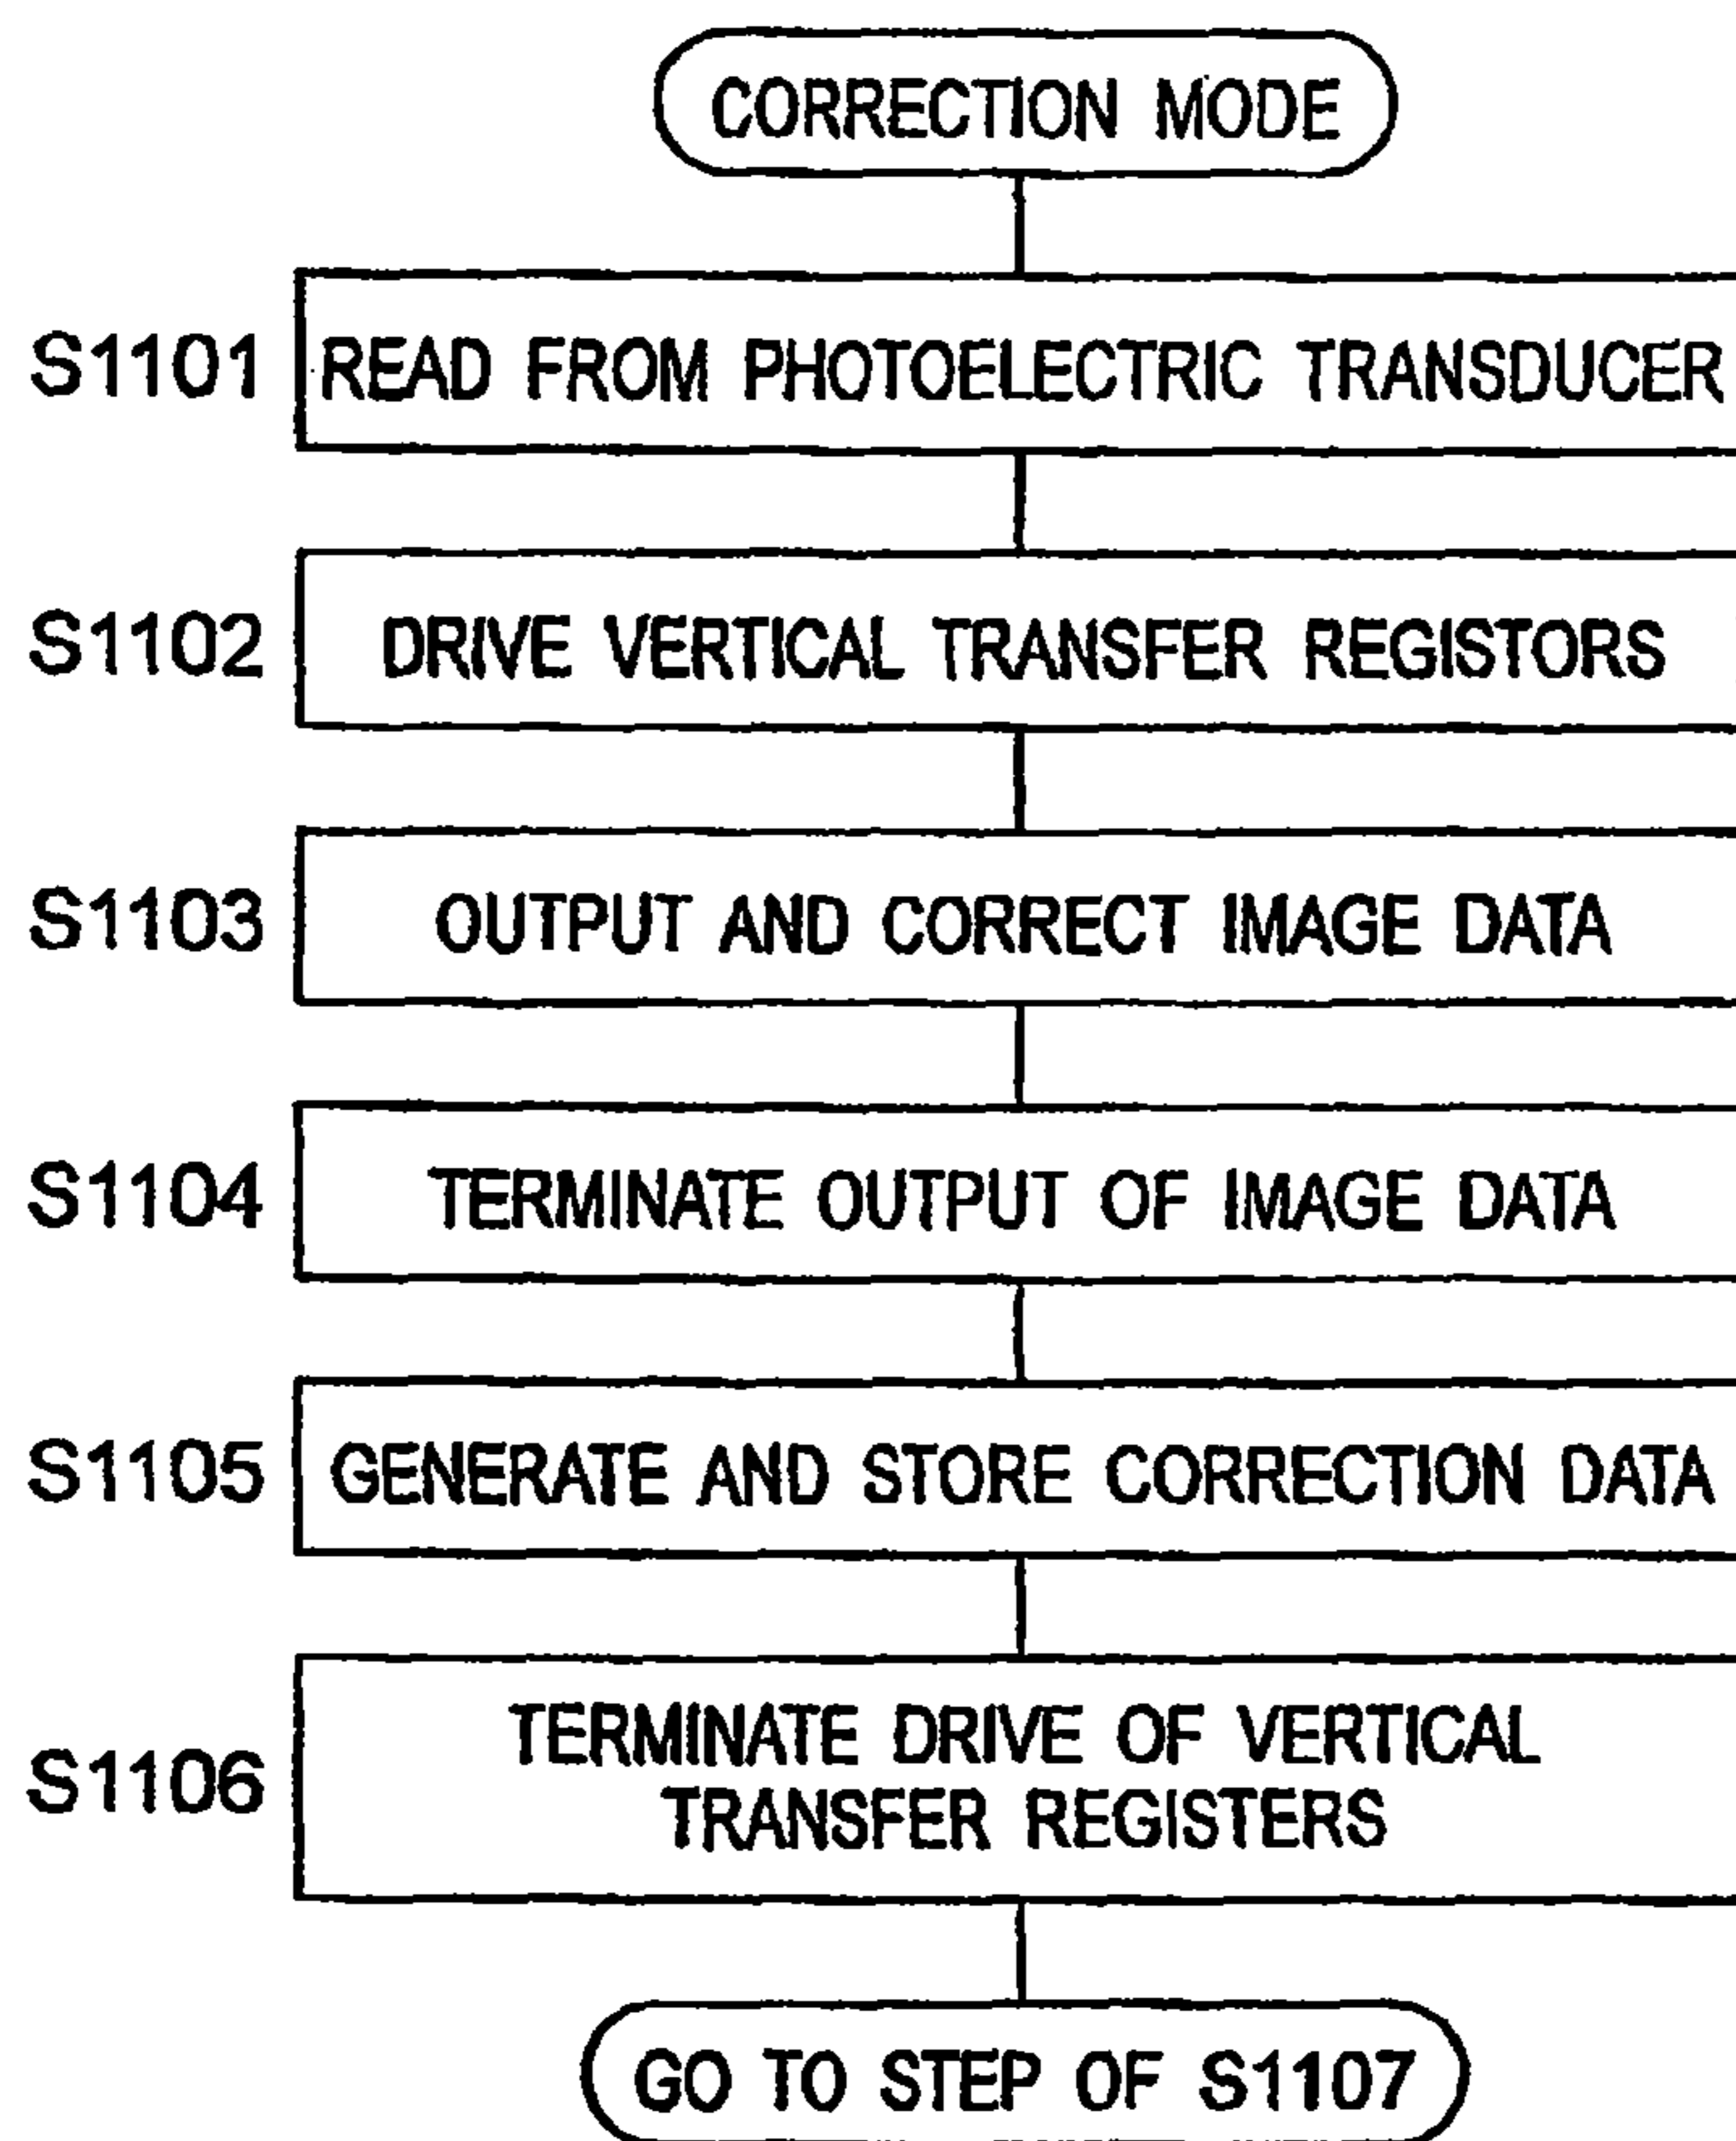 CORRECTION MODE
S1101 READ FROM PHOTOELECTRIC TRANSDUCER
S1102 DRIVE VERTICAL TRANSFER REGISTORS
S1103 OUTPUT AND CORRECT IMAGE DATA
S1104 TERMINATE OUTPUT OF IMAGE DATA
S1105 GENERATE AND STORE CORRECTION DATA
S1106 TERMINATE DRIVE OF VERTICAL
TRANSFER REGISTERS
GO TO STEP OF S1107